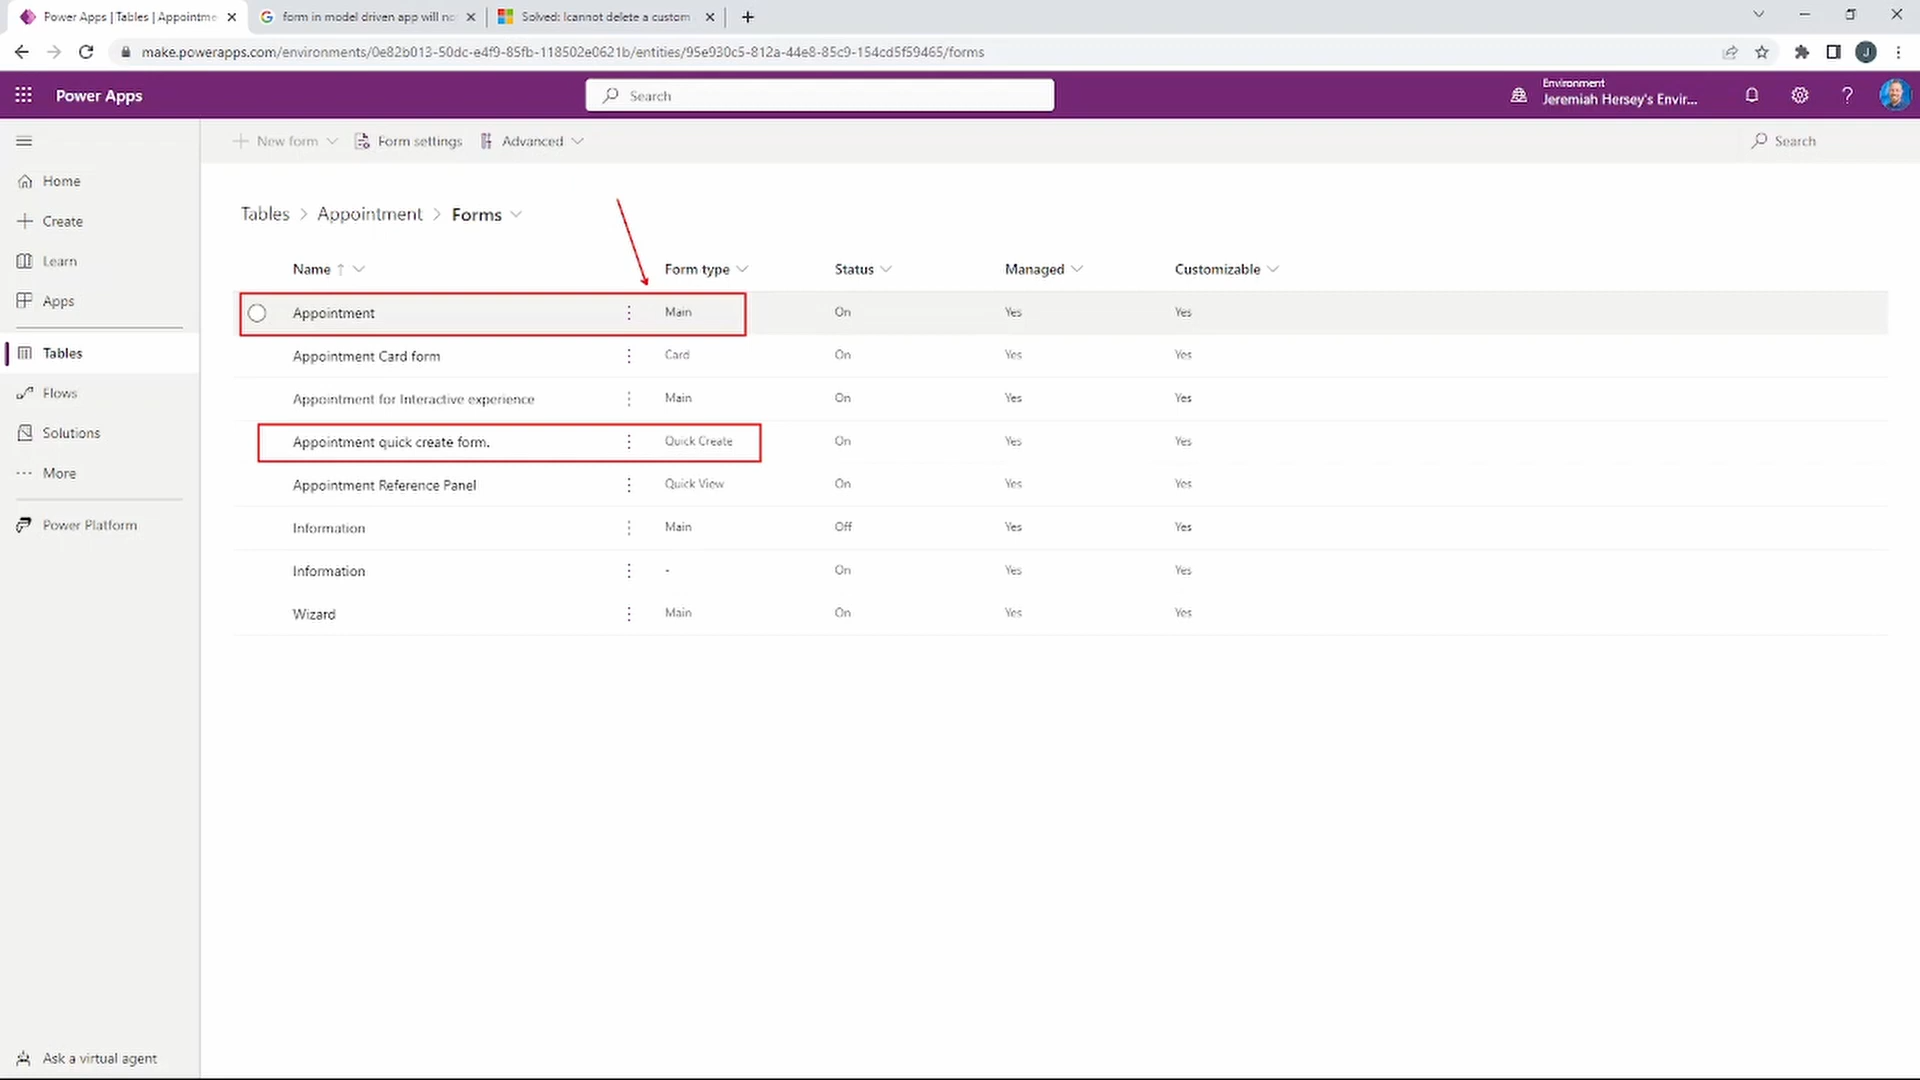 Power Apps | Tables | Appointme
form in model driven app will no
Solved: Icannot delete a custom
make.powerapps.com/environments/0e82b013-50dc-e4f9-85fb-118502e0621b/entities/95e930c5-812a-44e8-85c9-154cd5f59465/forms
J
Power Apps
Search
Environment
Jeremiah Hersey's Envir...
New form
Form settings
Advanced
Search
Home
Create
Learn
Apps
Tables
Flows
Solutions
More
Power Platform
Ask a virtual agent
Tables > Appointment > Forms
Name ↑ Form type Status Managed Customizable
Appointment Main On Yes Yes
Appointment Card form Card On Yes Yes
Appointment for Interactive experience Main On Yes Yes
Appointment quick create form. Quick Create On Yes Yes
Appointment Reference Panel Quick View On Yes Yes
Information Main Off Yes Yes
Information - On Yes Yes
Wizard Main On Yes Yes